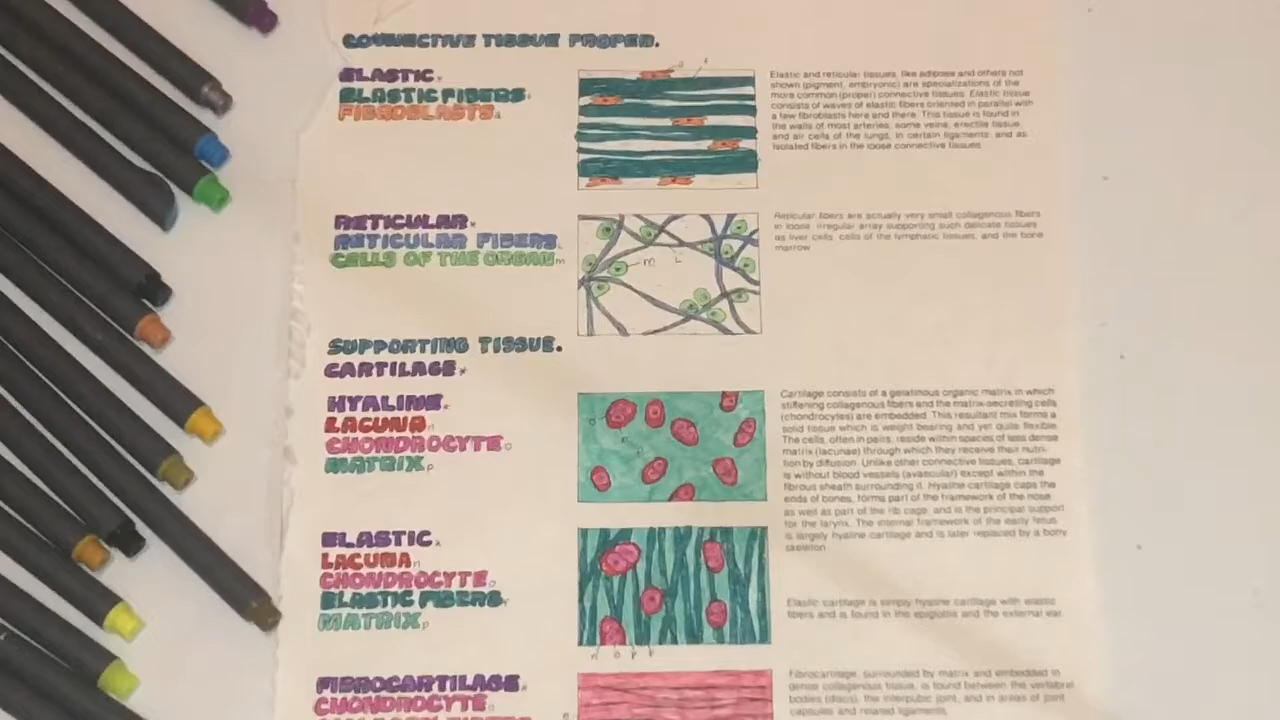 CONNECTIVE TISSUE PROPER.
ELASTIC*
ELASTIC FIBERS
FIBROBLASTS
Elastic and reticular tissues, like adipose and others not
shown (pigment, embryonic) are specializations of the
more common (proper) connective tissues. Elastic tissue
consists of waves of elastic fibers oriented in parallel with
a few fibroblasts here and there. This tissue is found in
the walls of most arteries, some veins, erectile tissue
and air cells of the lungs, in certain ligaments, and as
isolated fibers in the loose connective tissues.
RETICULAR*
RETICULAR FIBERS L
CELLS OF THE ORGAN m
m L
Reticular fibers are actually very small collagenous fibers
in loose, irregular array supporting such delicate tissues
as liver cells, cells of the lymphatic tissues, and the bone
marrow.
SUPPORTING TISSUE.
CARTILAGE*
HYALINE*
LACUNA n
CHONDROCYTE o
MATRIX p
Cartilage consists of a gelatinous organic matrix in which
stiffening collagenous fibers and the matrix-secreting cells
(chondrocytes) are embedded. This resultant mix forms a
solid tissue which is weight bearing and yet quite flexible.
The cells, often in pairs, reside within spaces of less dense
matrix (lacunae) through which they receive their nutri-
tion by diffusion. Unlike other connective tissues, cartilage
is without blood vessels (avascular) except within the
fibrous sheath surrounding it. Hyaline cartilage caps the
ends of bones, forms part of the framework of the nose
as well as part of the rib cage, and is the principal support
for the larynx. The internal framework of the early fetus
is largely hyaline cartilage and is later replaced by a bony
skeleton.
ELASTIC*
LACUNA n
CHONDROCYTE o
ELASTIC FIBERS
MATRIX p
Elastic cartilage is simply hyaline cartilage with elastic
fibers and is found in the epiglottis and the external ear.
FIBROCARTILAGE*
CHONDROCYTE o
Fibrocartilage, surrounded by matrix and embedded in
dense collagenous tissue, is found between the vertebral
bodies (discs), the interpubic joint, and in areas of joint
capsules and related ligaments.